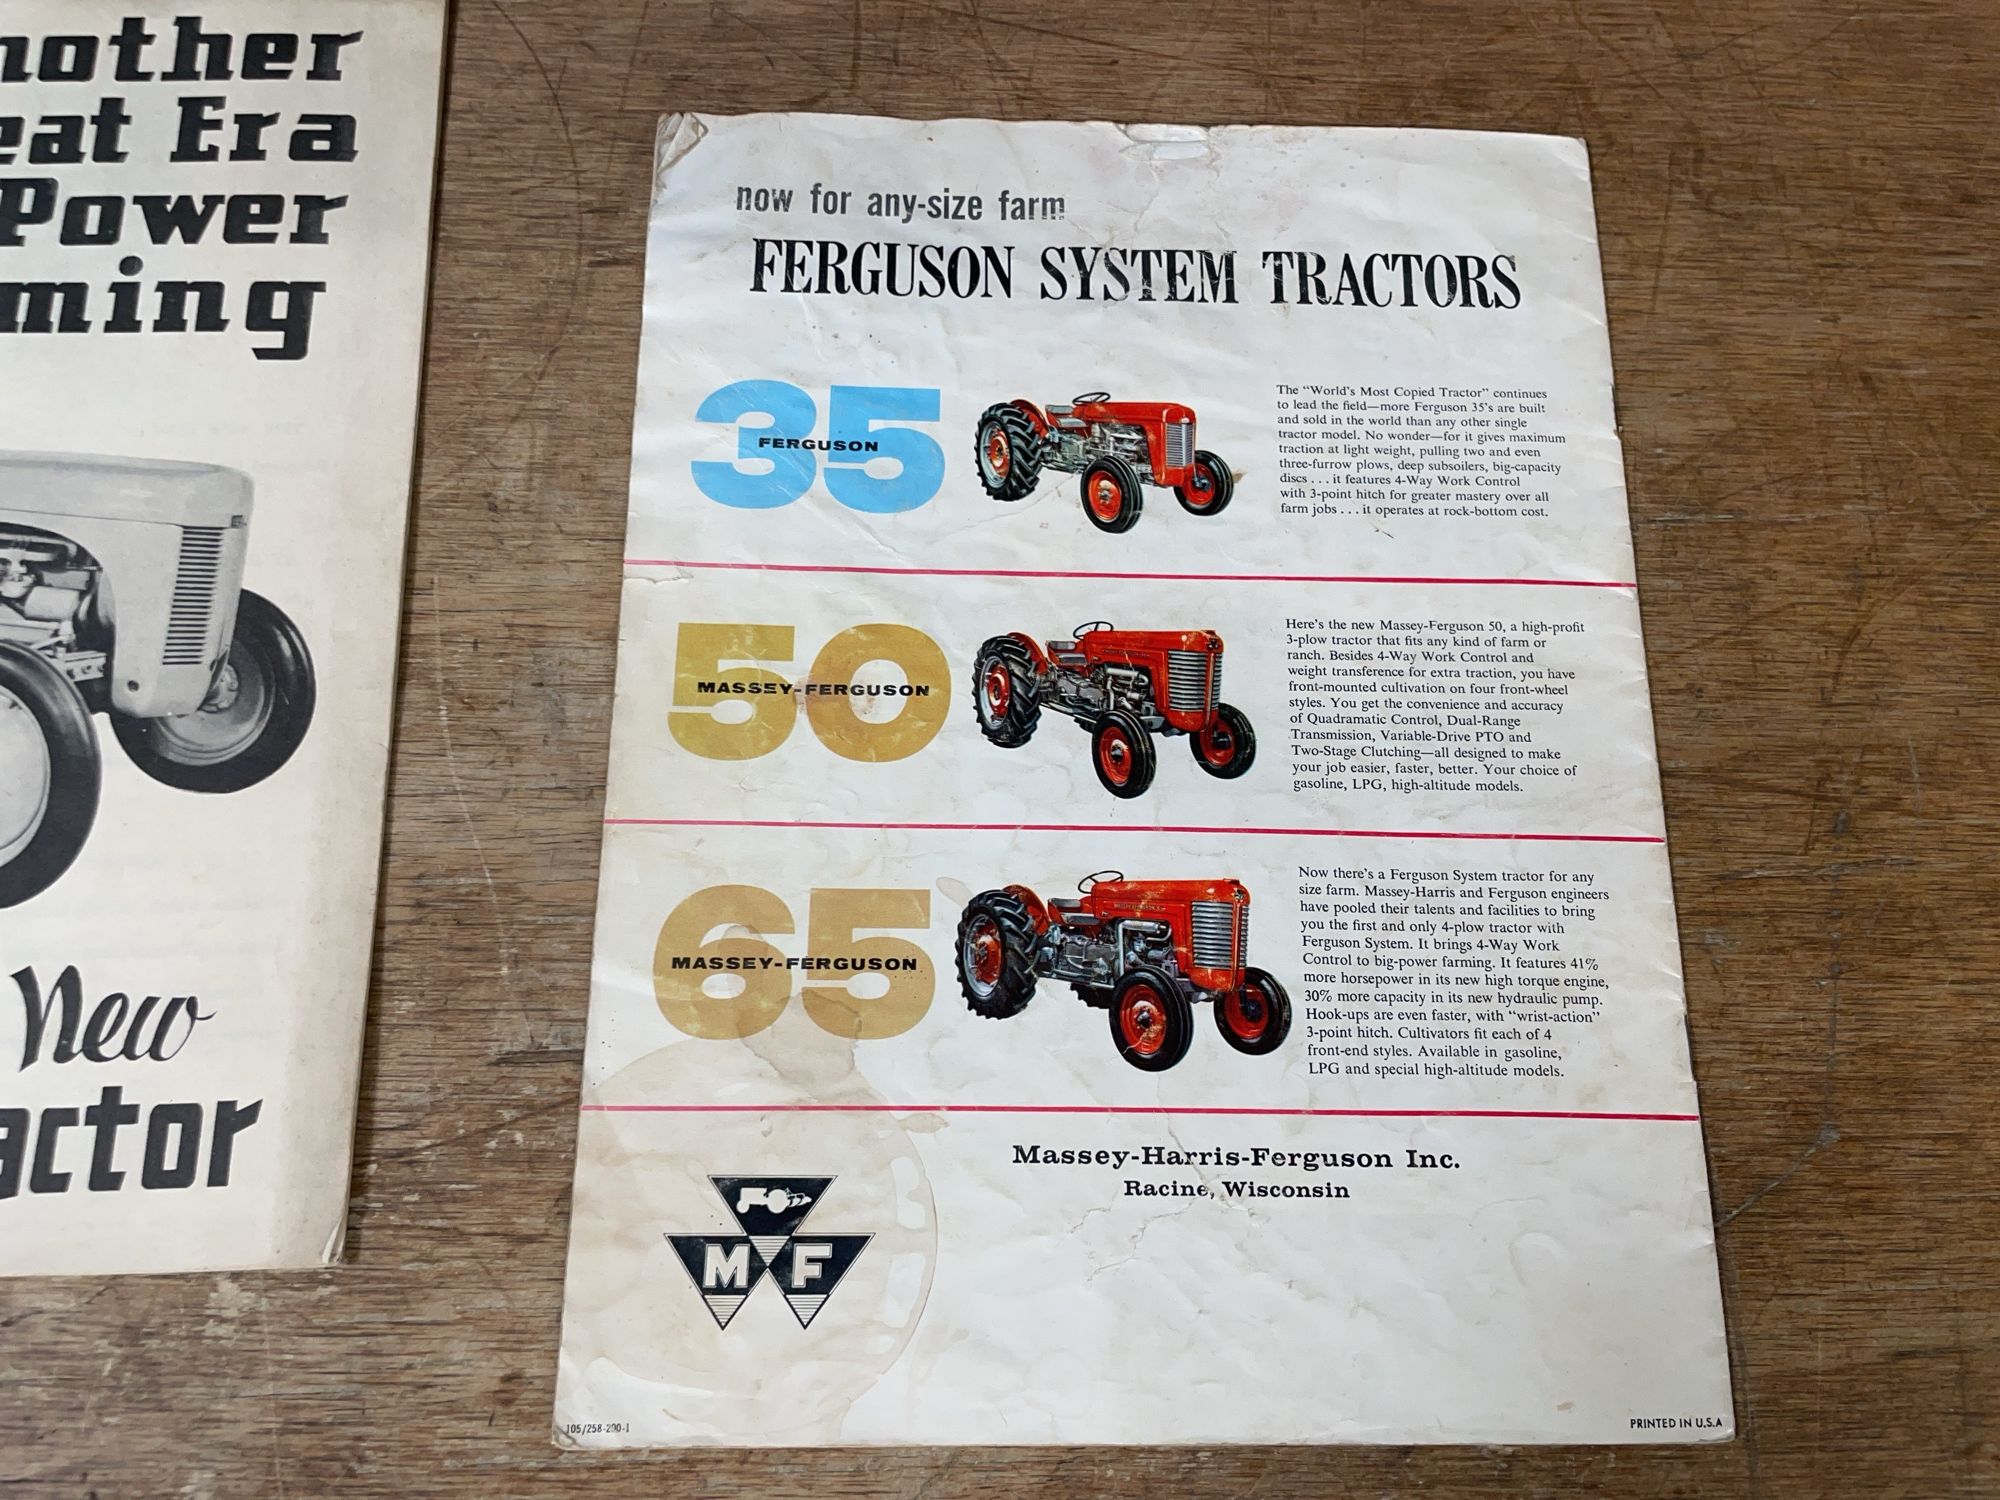 nother
eat Era
Power
ming
New
actor
now for any-size farm
FERGUSON SYSTEM TRACTORS
35
FERGUSON
The "World's Most Copied Tractor" continues
to lead the field—more Ferguson 35's are built
and sold in the world than any other single
tractor model. No wonder—for it gives maximum
traction at light weight, pulling two and even
three-furrow plows, deep subsoilers, big-capacity
discs . . . it features 4-Way Work Control
with 3-point hitch for greater mastery over all
farm jobs . . . it operates at rock-bottom cost.
50
MASSEY-FERGUSON
Here's the new Massey-Ferguson 50, a high-profit
3-plow tractor that fits any kind of farm or
ranch. Besides 4-Way Work Control and
weight transference for extra traction, you have
front-mounted cultivation on four front-wheel
styles. You get the convenience and accuracy
of Quadramatic Control, Dual-Range
Transmission, Variable-Drive PTO and
Two-Stage Clutching—all designed to make
your job easier, faster, better. Your choice of
gasoline, LPG, high-altitude models.
65
MASSEY-FERGUSON
Now there's a Ferguson System tractor for any
size farm. Massey-Harris and Ferguson engineers
have pooled their talents and facilities to bring
you the first and only 4-plow tractor with
Ferguson System. It brings 4-Way Work
Control to big-power farming. It features 41%
more horsepower in its new high torque engine,
30% more capacity in its new hydraulic pump.
Hook-ups are even faster, with "wrist-action"
3-point hitch. Cultivators fit each of 4
front-end styles. Available in gasoline,
LPG and special high-altitude models.
Massey-Harris-Ferguson Inc.
Racine, Wisconsin
MF
105/258-200-1
PRINTED IN U.S.A